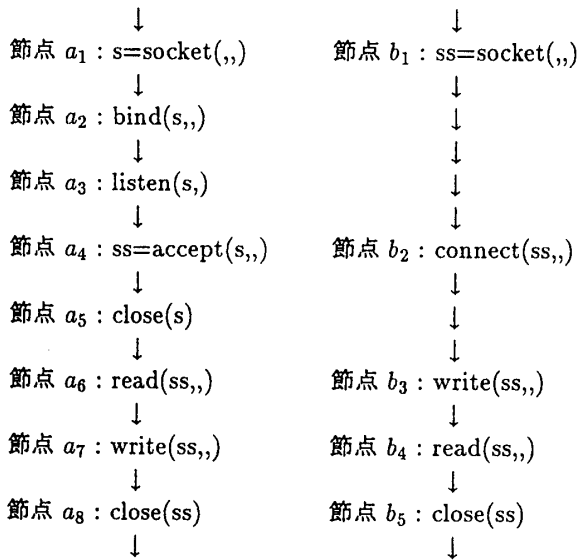 ↓ ↓
節点 a₁ : s=socket(,,) 節点 b₁ : ss=socket(,,)
↓ ↓
節点 a₂ : bind(s,,) ↓
↓ ↓
節点 a₃ : listen(s,) ↓
↓ ↓
節点 a₄ : ss=accept(s,,) 節点 b₂ : connect(ss,,)
↓ ↓
節点 a₅ : close(s) ↓
↓ ↓
節点 a₆ : read(ss,,) 節点 b₃ : write(ss,,)
↓ ↓
節点 a₇ : write(ss,,) 節点 b₄ : read(ss,,)
↓ ↓
節点 a₈ : close(ss) 節点 b₅ : close(ss)
↓ ↓